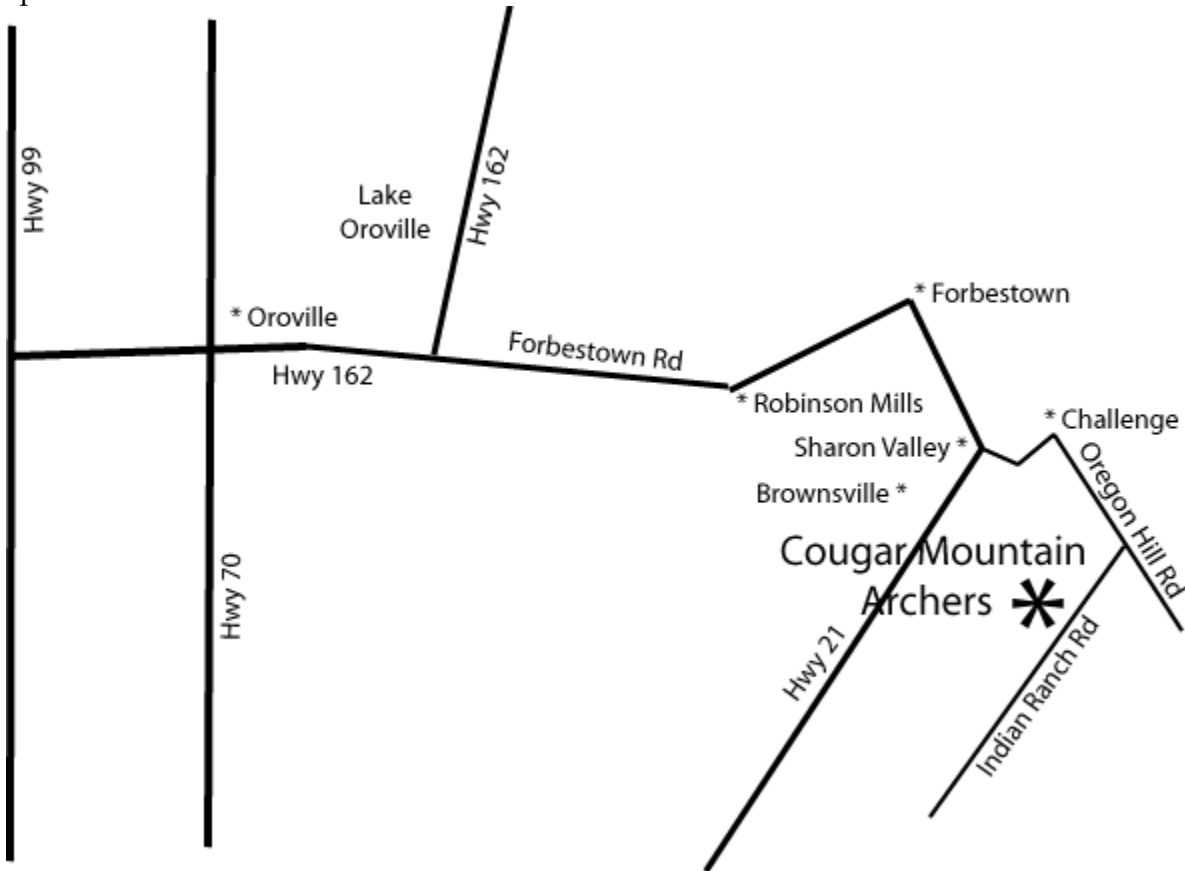 Hwy 99
Lake
Oroville
Hwy 162
* Oroville
Hwy 162
Forbestown Rd
* Forbestown
* Robinson Mills
* Challenge
Sharon Valley *
Brownsville *
Oregon Hill Rd
Cougar Mountain
Archers *
Hwy 70
Hwy 21
Indian Ranch Rd